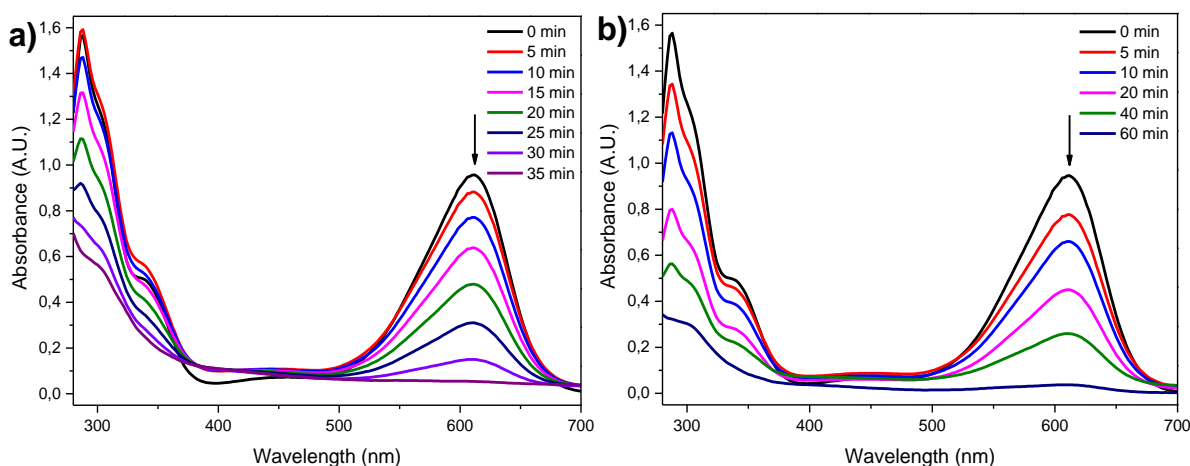 a)
1,6
1,4
1,2
1,0
0,8
0,6
0,4
0,2
0,0
300
400
500
600
700
Absorbance (A.U.)
Wavelength (nm)
0 min
5 min
10 min
15 min
20 min
25 min
30 min
35 min
b)
1,6
1,4
1,2
1,0
0,8
0,6
0,4
0,2
0,0
300
400
500
600
700
Absorbance (A.U.)
Wavelength (nm)
0 min
5 min
10 min
20 min
40 min
60 min